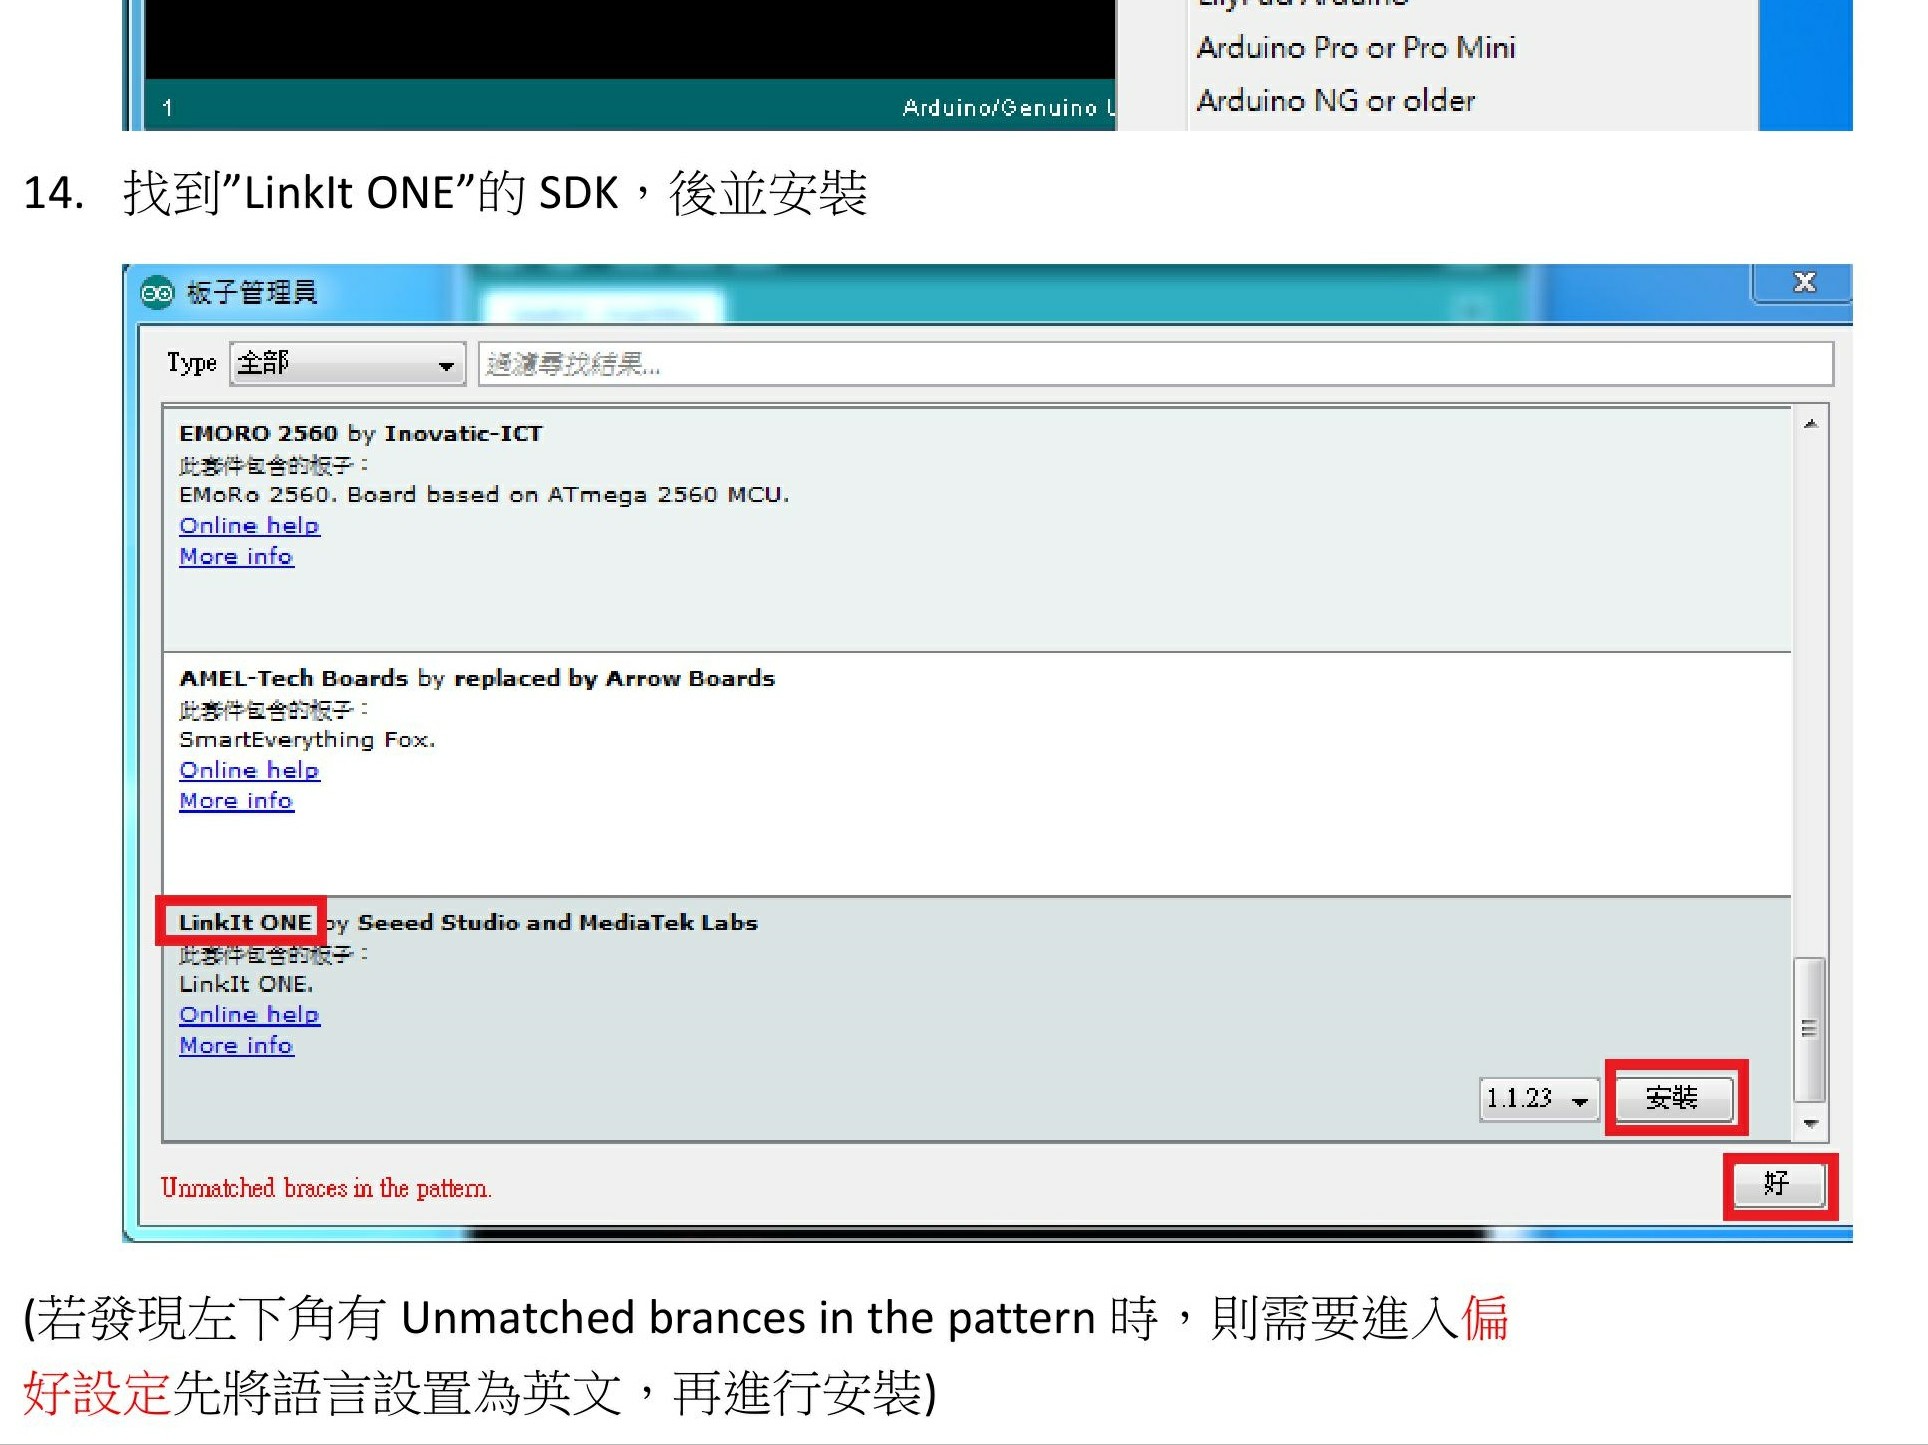 Arduino Pro or Pro Mini
Arduino NG or older
1 Arduino/Genuino
14. 找到”LinkIt ONE”的 SDK，後並安裝
板子管理員
Type 全部 過濾尋找結果...
EMORO 2560 by Inovatic-ICT
此套件包含的板子：
EMoRo 2560. Board based on ATmega 2560 MCU.
Online help
More info
AMEL-Tech Boards by replaced by Arrow Boards
此套件包含的板子：
SmartEverything Fox.
Online help
More info
LinkIt ONE by Seeed Studio and MediaTek Labs
此套件包含的板子：
LinkIt ONE.
Online help
More info
1.1.23 安裝
Unmatched braces in the pattern.
好
(若發現左下角有 Unmatched brances in the pattern 時，則需要進入偏
好設定先將語言設置為英文，再進行安裝)